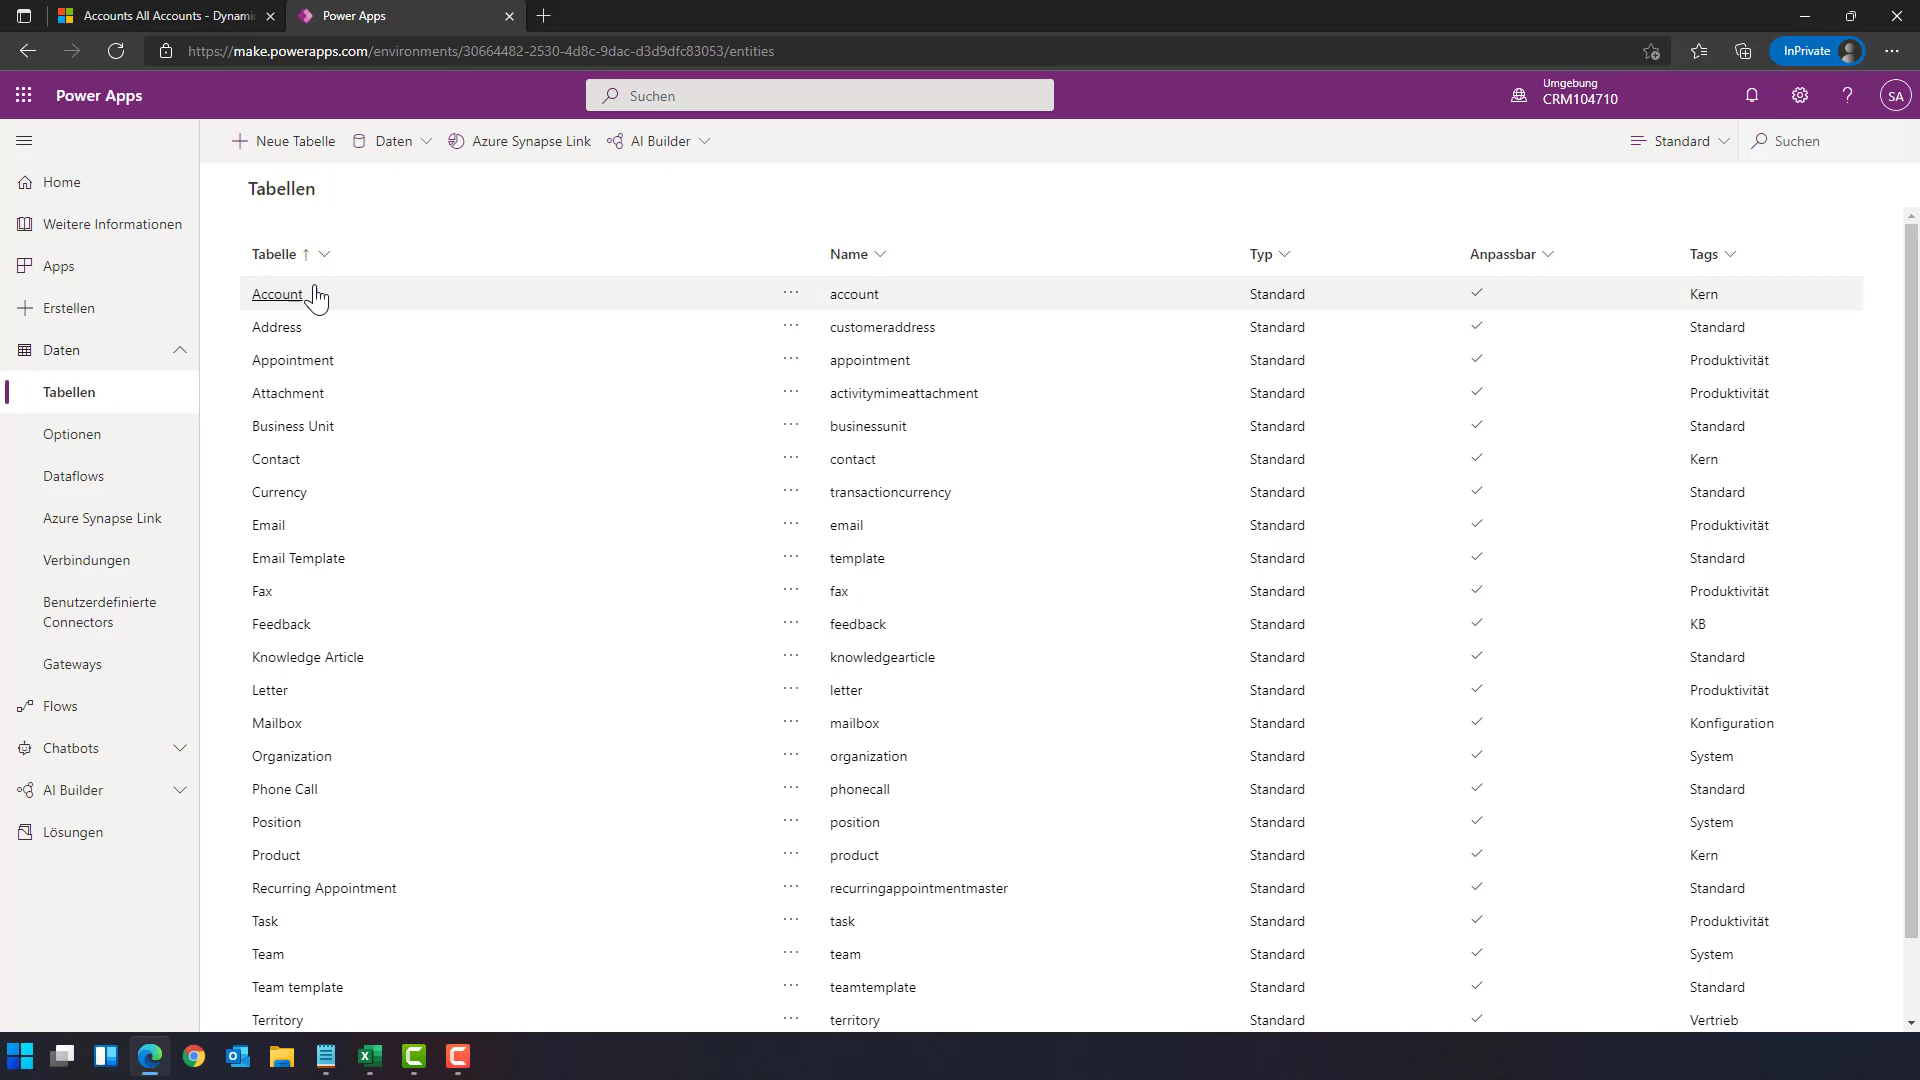 Accounts All Accounts - Dynami
Power Apps
https://make.powerapps.com/environments/30664482-2530-4d8c-9dac-d3d9dfc83053/entities
InPrivate
Power Apps
Suchen
Umgebung
CRM104710
SA
Neue Tabelle
Daten
Azure Synapse Link
AI Builder
Standard
Suchen
Home
Weitere Informationen
Apps
Erstellen
Daten
Tabellen
Optionen
Dataflows
Azure Synapse Link
Verbindungen
Benutzerdefinierte
Connectors
Gateways
Flows
Chatbots
AI Builder
Lösungen
Tabellen
Tabelle ↑ Name Typ Anpassbar Tags
Account ··· account Standard ✓ Kern
Address ··· customeraddress Standard ✓ Standard
Appointment ··· appointment Standard ✓ Produktivität
Attachment ··· activitymimeattachment Standard ✓ Produktivität
Business Unit ··· businessunit Standard ✓ Standard
Contact ··· contact Standard ✓ Kern
Currency ··· transactioncurrency Standard ✓ Standard
Email ··· email Standard ✓ Produktivität
Email Template ··· template Standard ✓ Standard
Fax ··· fax Standard ✓ Produktivität
Feedback ··· feedback Standard ✓ KB
Knowledge Article ··· knowledgearticle Standard ✓ Standard
Letter ··· letter Standard ✓ Produktivität
Mailbox ··· mailbox Standard ✓ Konfiguration
Organization ··· organization Standard ✓ System
Phone Call ··· phonecall Standard ✓ Standard
Position ··· position Standard ✓ System
Product ··· product Standard ✓ Kern
Recurring Appointment ··· recurringappointmentmaster Standard ✓ Standard
Task ··· task Standard ✓ Produktivität
Team ··· team Standard ✓ System
Team template ··· teamtemplate Standard ✓ Standard
Territory ··· territory Standard ✓ Vertrieb